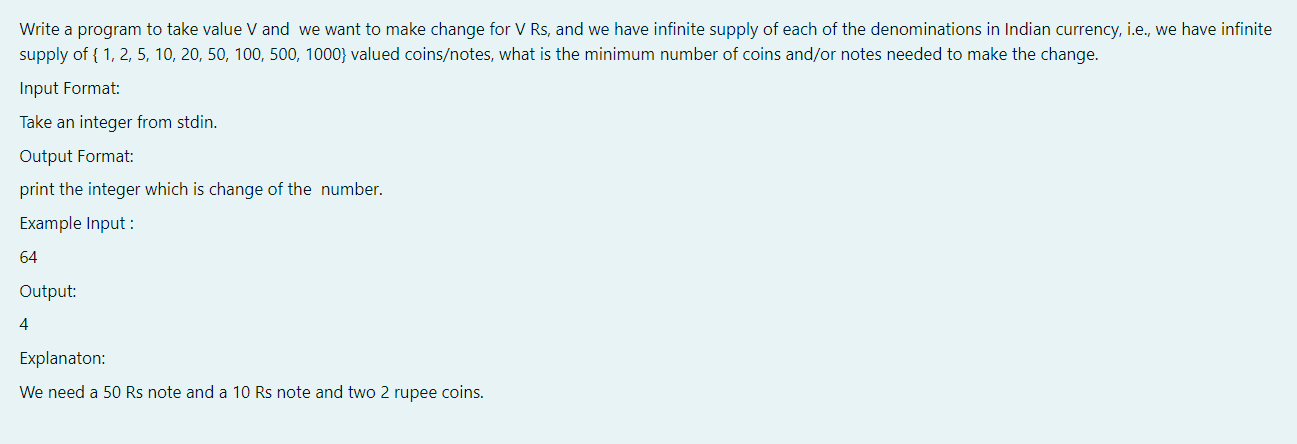 Write a program to take value V and  we want to make change for V Rs, and we have infinite supply of each of the denominations in Indian currency, i.e., we have infinite
supply of { 1, 2, 5, 10, 20, 50, 100, 500, 1000} valued coins/notes, what is the minimum number of coins and/or notes needed to make the change.
Input Format:
Take an integer from stdin.
Output Format:
print the integer which is change of the  number.
Example Input :
64
Output:
4
Explanaton:
We need a 50 Rs note and a 10 Rs note and two 2 rupee coins.